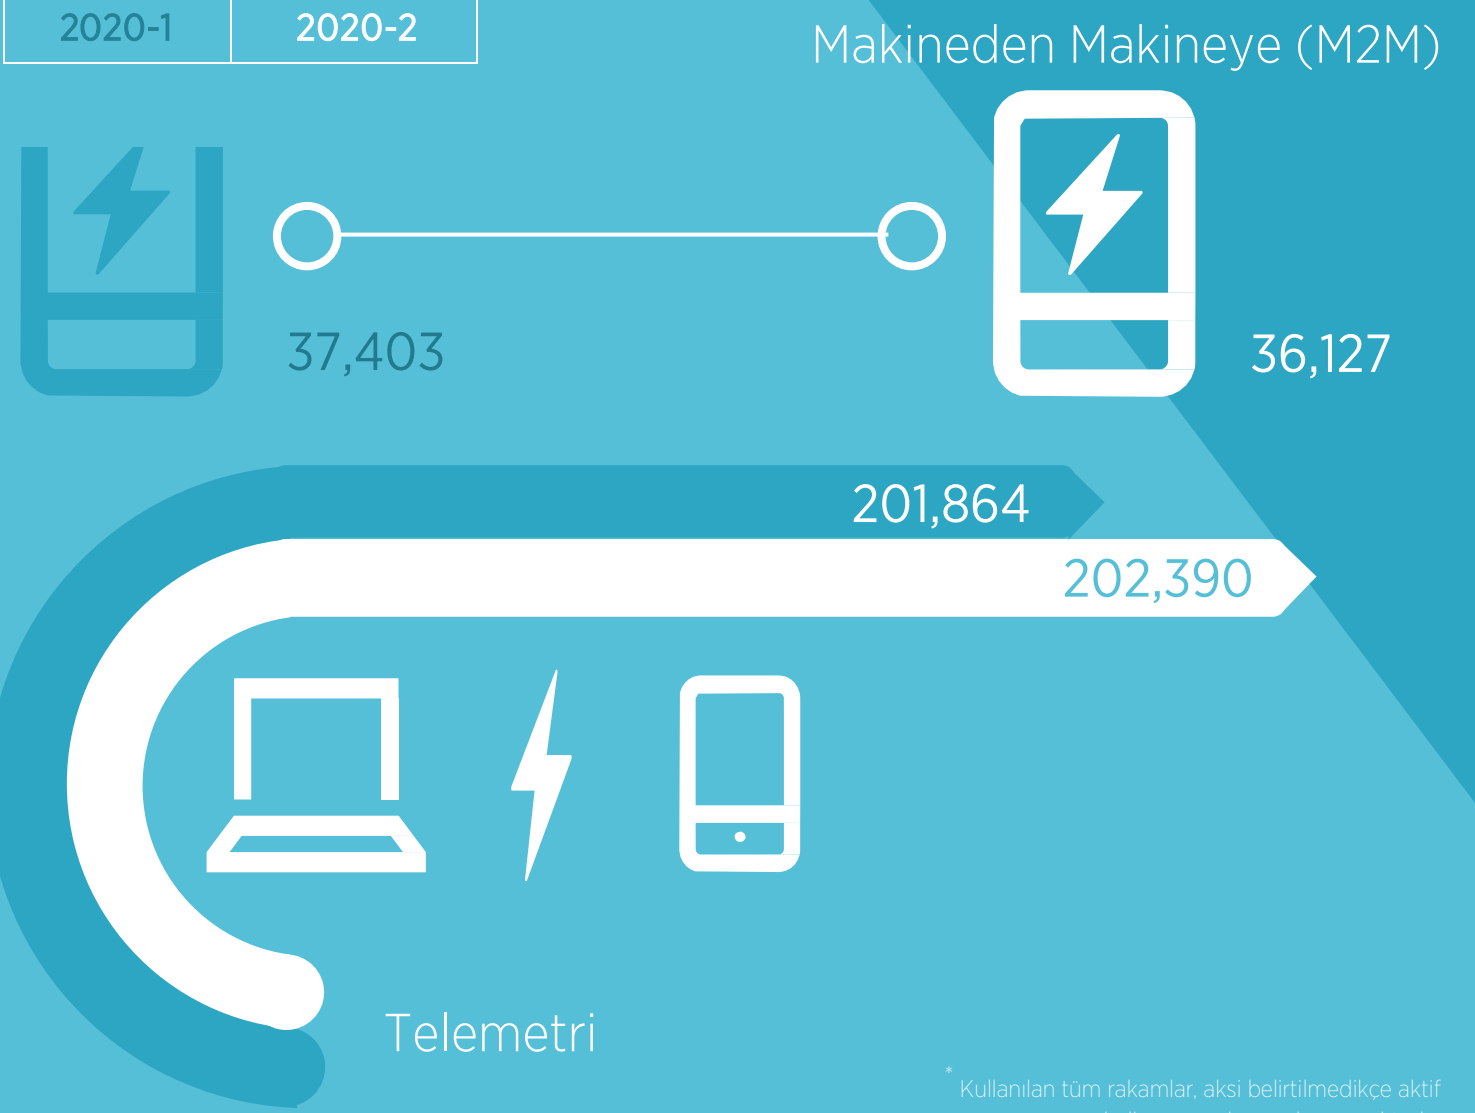 2020-1
2020-2
Makineden Makineye (M2M)
37,403
36,127
201,864
202,390
Telemetri
* Kullanılan tüm rakamlar, aksi belirtilmedikçe aktif